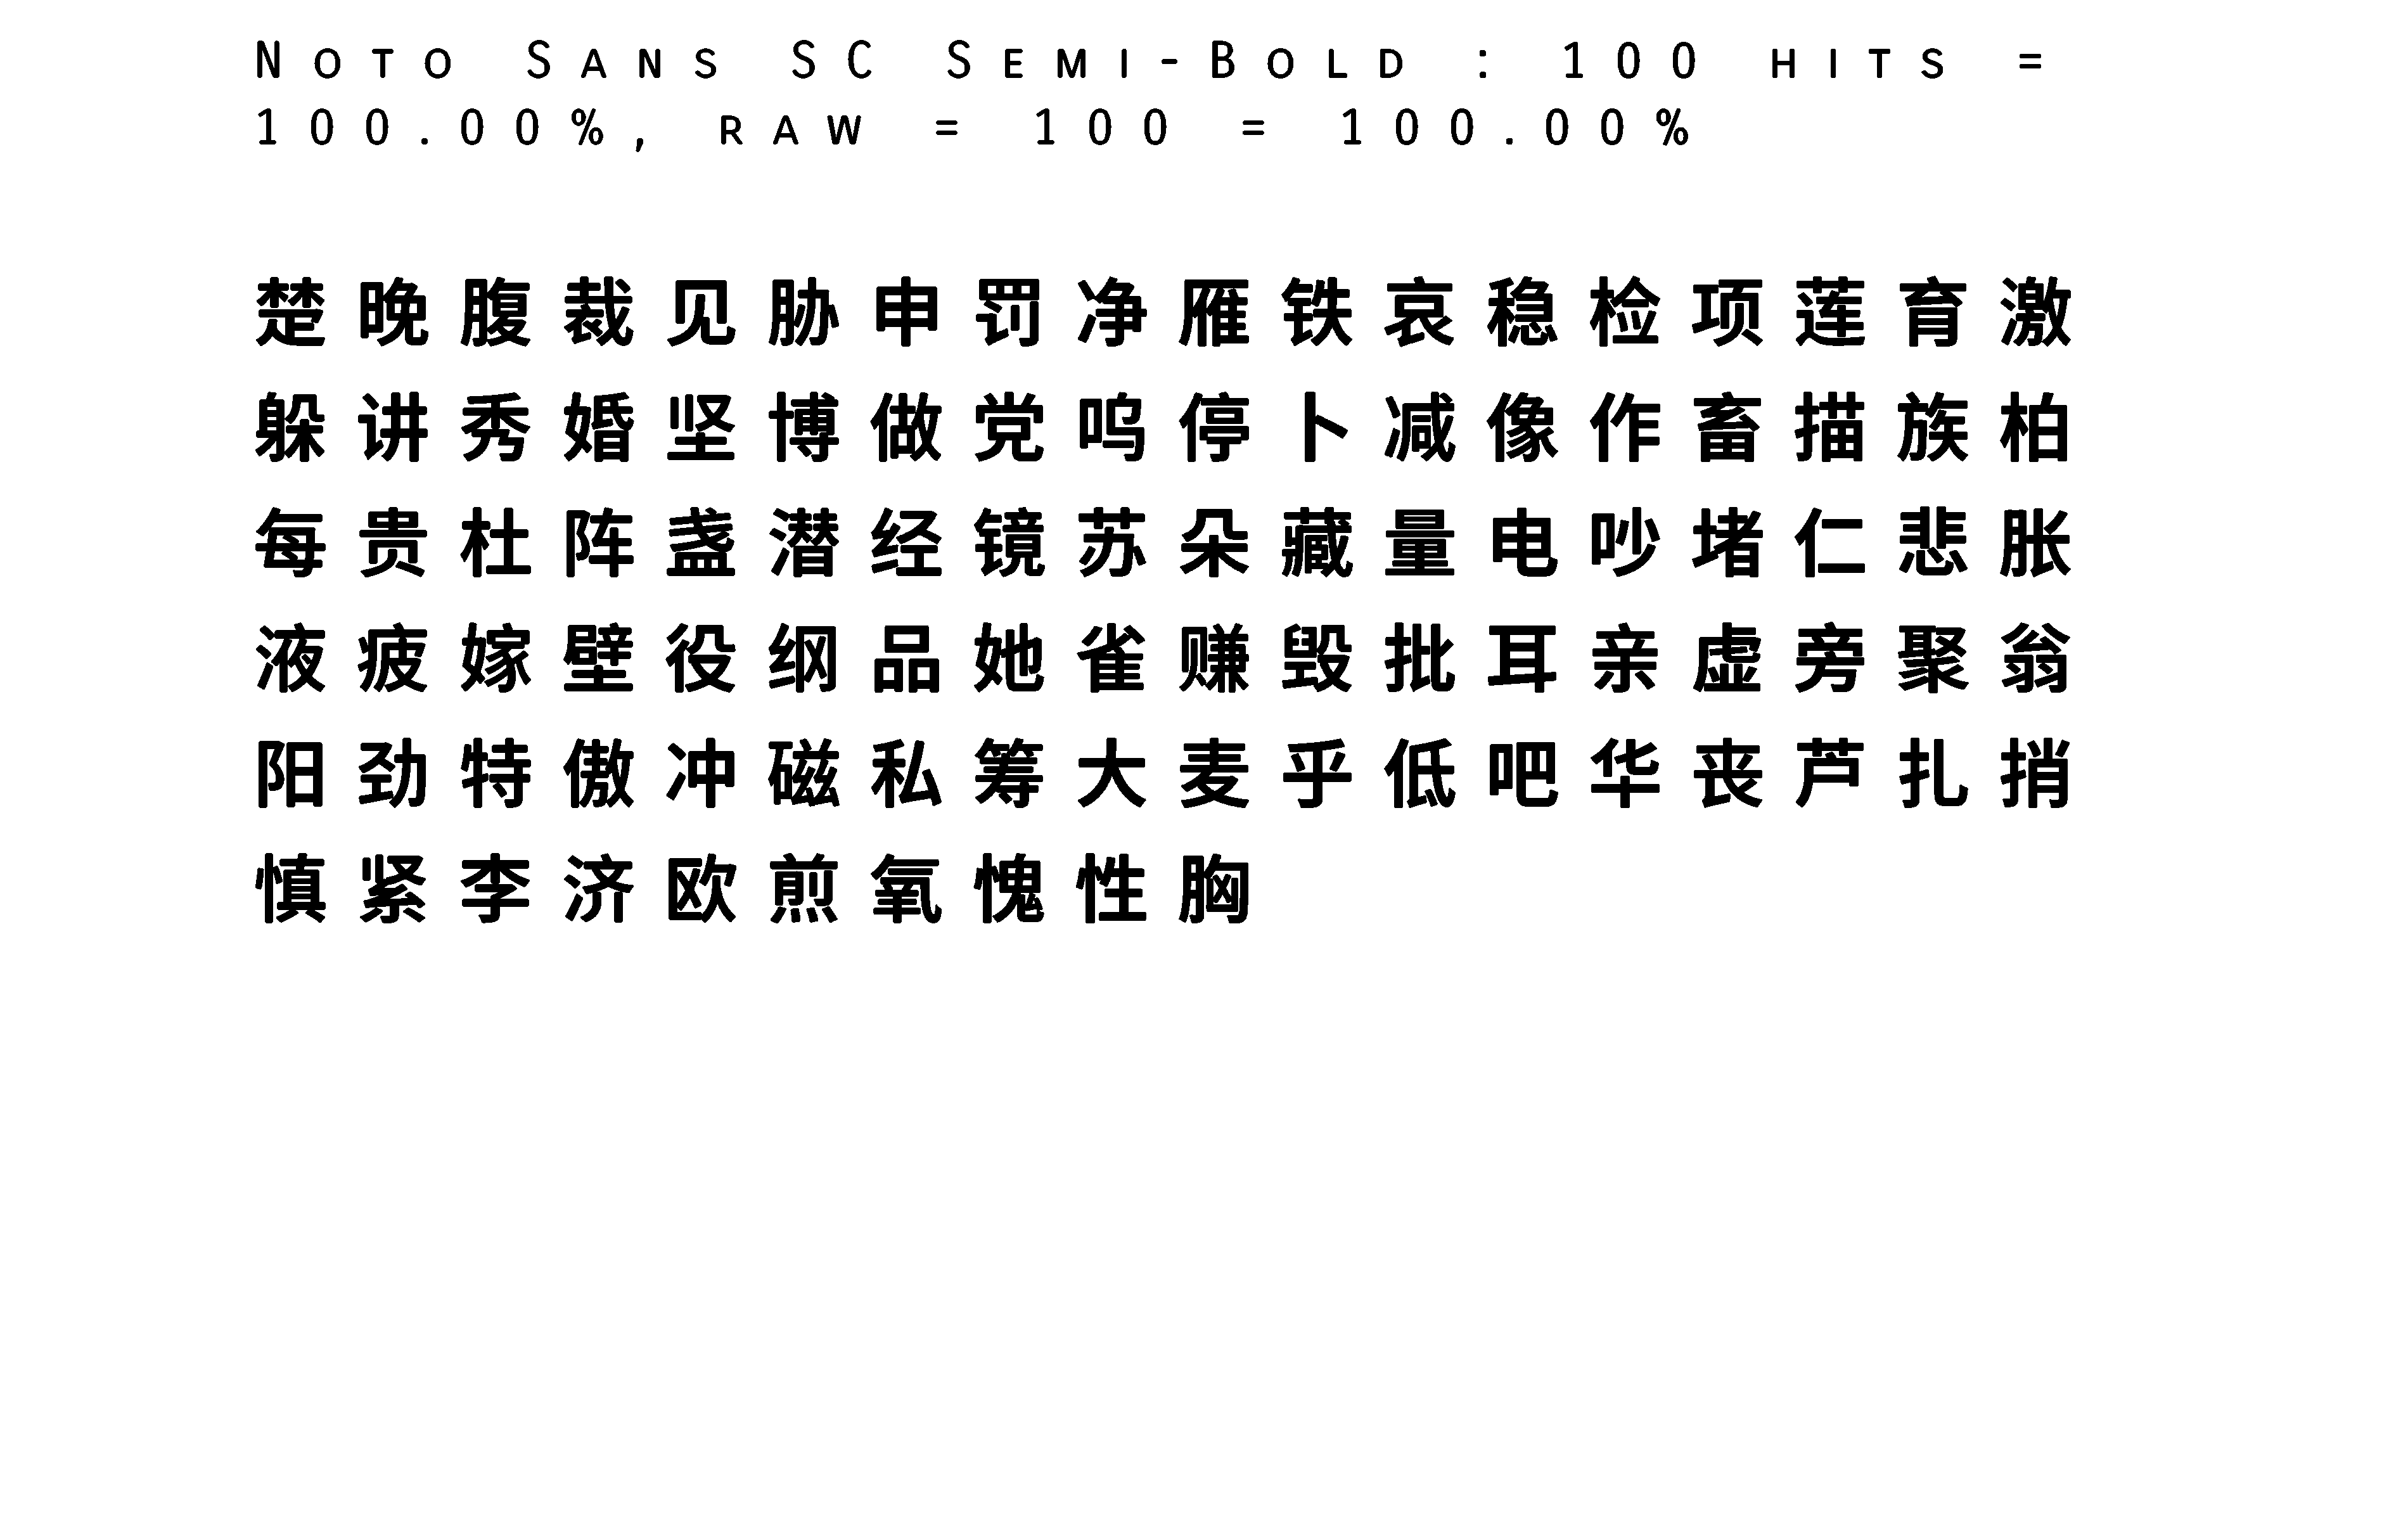 Noto Sans SC Semi-Bold : 100 hits =
100.00%, raw = 100 = 100.00%
楚晚腹裁见胁申罚净雁铁哀稳检项莲育激
躲讲秀婚坚博做党呜停卜减像作畜描族柏
每贵杜阵盏潜经镜苏朵藏量电吵堵仁悲胀
液疲嫁壁役纲品她雀赚毁批耳亲虚旁聚翁
阳劲特傲冲磁私筹大麦乎低吧华丧芦扎捎
慎紧李济欧煎氧愧性胸